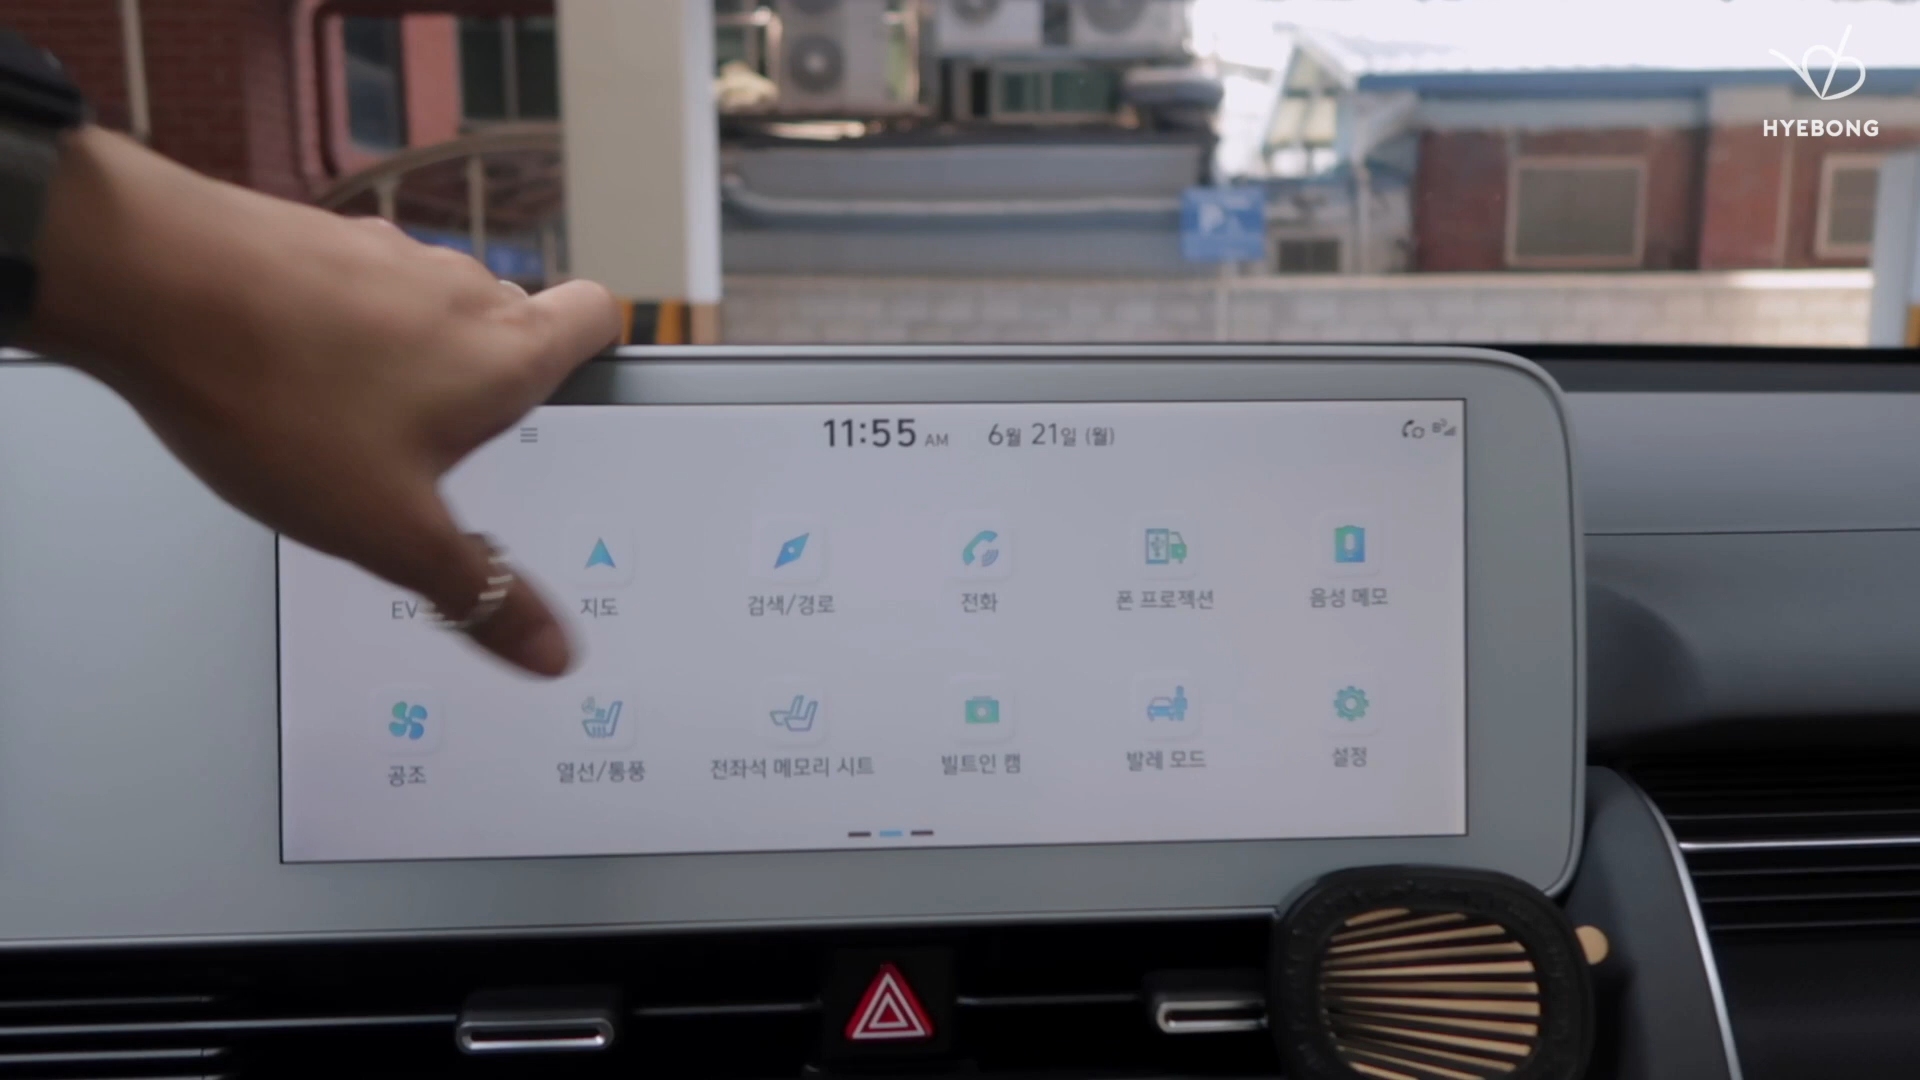 HYEBONG
11:55 AM 6월 21일 (월)
EV
지도
검색/경로
전화
폰 프로젝션
음성 메모
공조
열선/통풍
전좌석 메모리 시트
빌트인 캠
발레 모드
설정